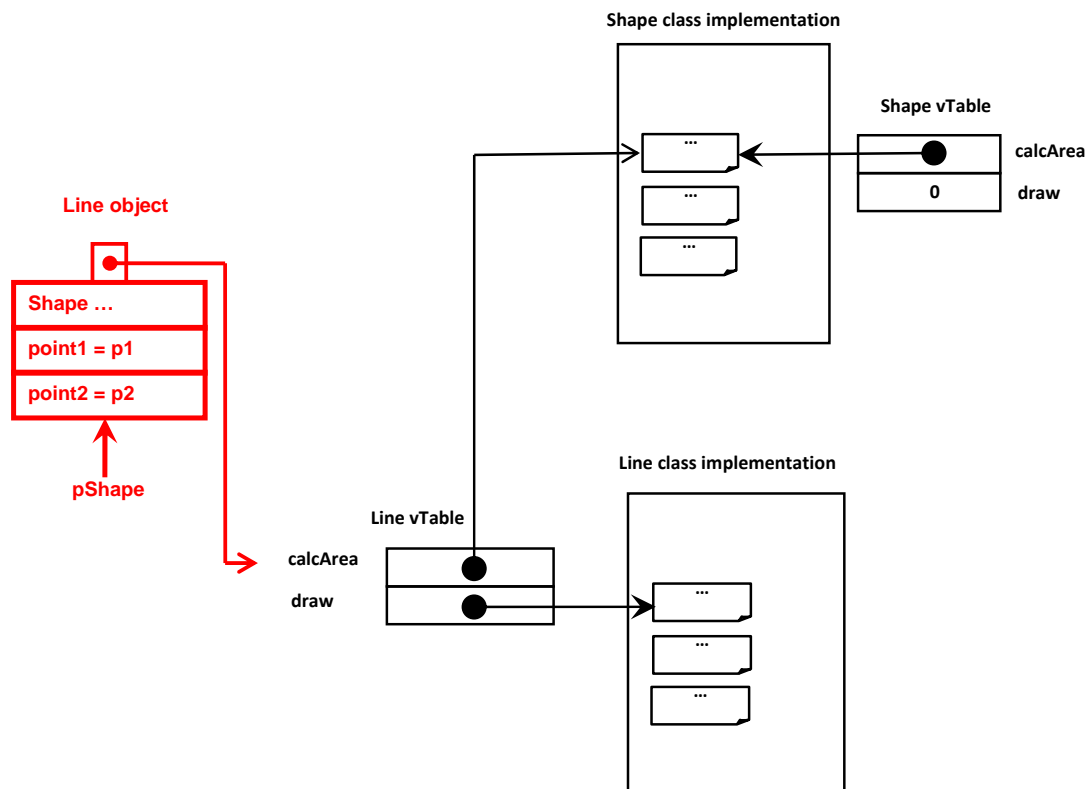 Shape class implementation
Shape vTable
...
calcArea
...
0
draw
...
Line object
Shape ...
point1 = p1
point2 = p2
pShape
Line class implementation
Line vTable
calcArea
draw
...
...
...